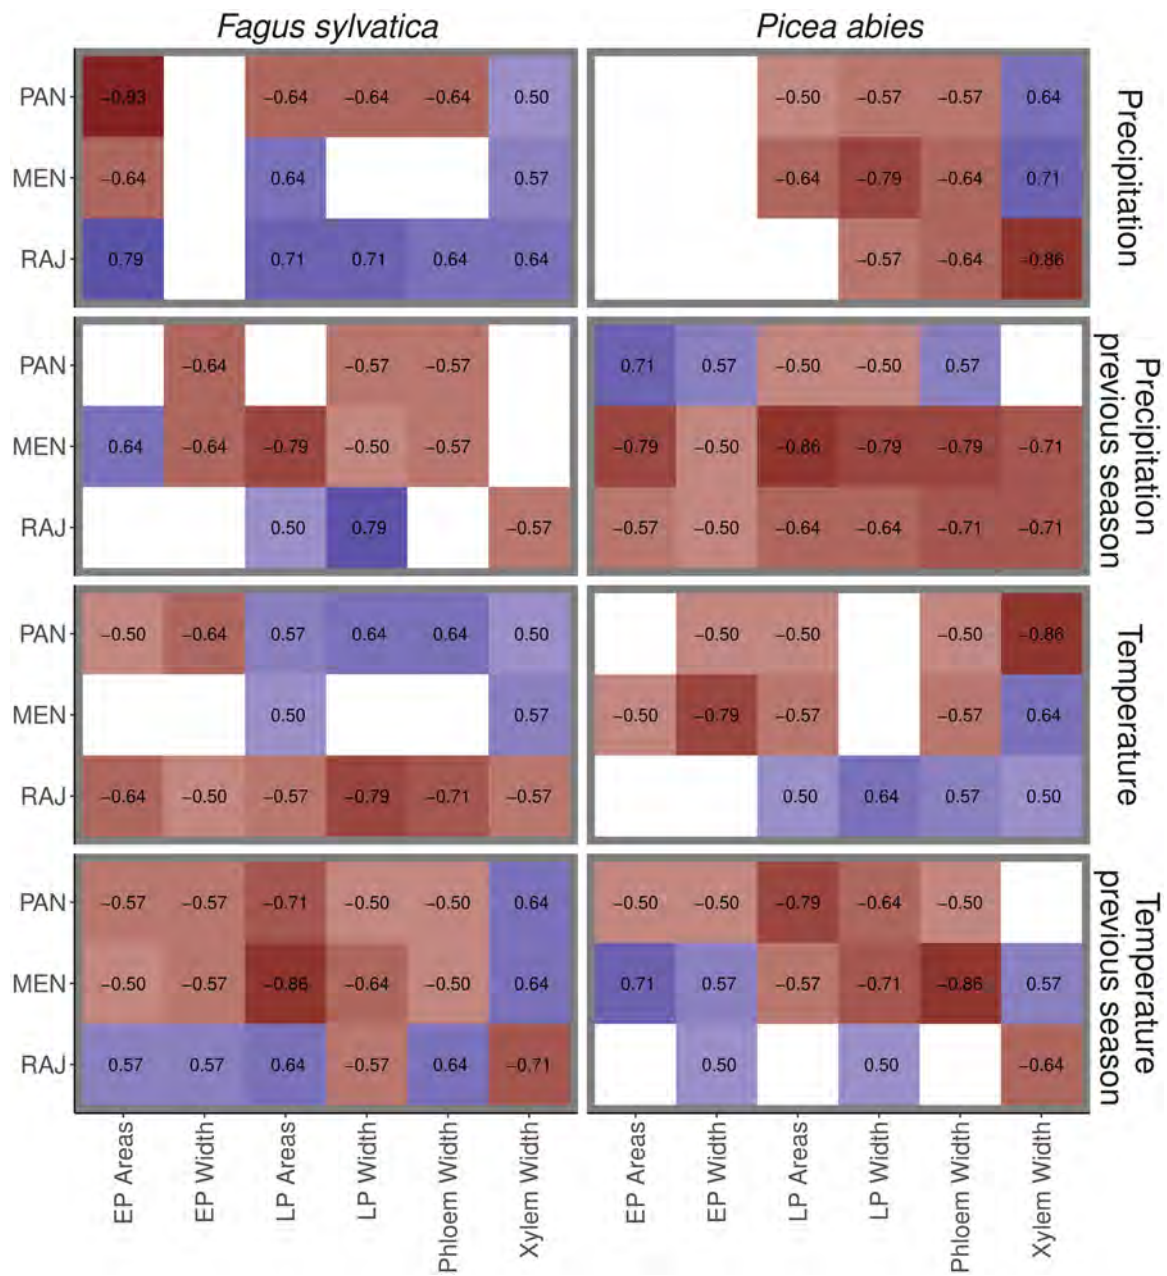 Fagus sylvatica Picea abies
PAN −0.93 −0.64 −0.64 −0.64 0.50 −0.50 −0.57 −0.57 0.64
MEN −0.64 0.64 0.57 −0.64 −0.79 −0.64 0.71
RAJ 0.79 0.71 0.71 0.64 0.64 −0.57 −0.64 −0.86
Precipitation
PAN −0.64 −0.57 −0.57 0.71 0.57 −0.50 −0.50 0.57
MEN 0.64 −0.64 −0.79 −0.50 −0.57 −0.79 −0.50 −0.86 −0.79 −0.79 −0.71
RAJ 0.50 0.79 −0.57 −0.57 −0.50 −0.64 −0.64 −0.71 −0.71
Precipitation
previous season
PAN −0.50 −0.64 0.57 0.64 0.64 0.50 −0.50 −0.50 −0.50 −0.86
MEN 0.50 0.57 −0.50 −0.79 −0.57 −0.57 0.64
RAJ −0.64 −0.50 −0.57 −0.79 −0.71 −0.57 0.50 0.64 0.57 0.50
Temperature
PAN −0.57 −0.57 −0.71 −0.50 −0.50 0.64 −0.50 −0.50 −0.79 −0.64 −0.50
MEN −0.50 −0.57 −0.86 −0.64 −0.50 0.64 0.71 0.57 −0.57 −0.71 −0.86 0.57
RAJ 0.57 0.57 0.64 −0.57 0.64 −0.71 0.50 0.50 −0.64
Temperature
previous season
EP Areas
EP Width
LP Areas
LP Width
Phloem Width
Xylem Width
EP Areas
EP Width
LP Areas
LP Width
Phloem Width
Xylem Width